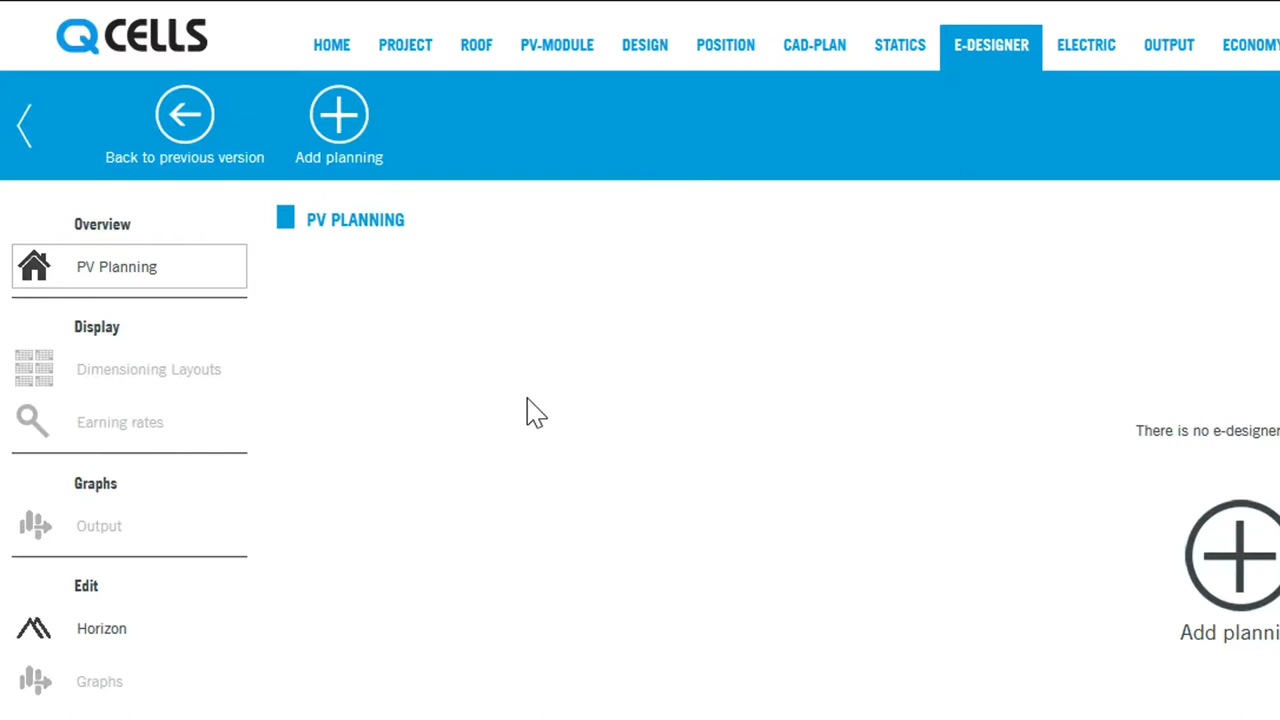 Q CELLS
HOME PROJECT ROOF PV-MODULE DESIGN POSITION CAD-PLAN STATICS E-DESIGNER ELECTRIC OUTPUT ECONOMY
Back to previous version
Add planning
Overview
PV Planning
Display
Dimensioning Layouts
Earning rates
Graphs
Output
Edit
Horizon
Graphs
PV PLANNING
There is no e-designer
Add planni